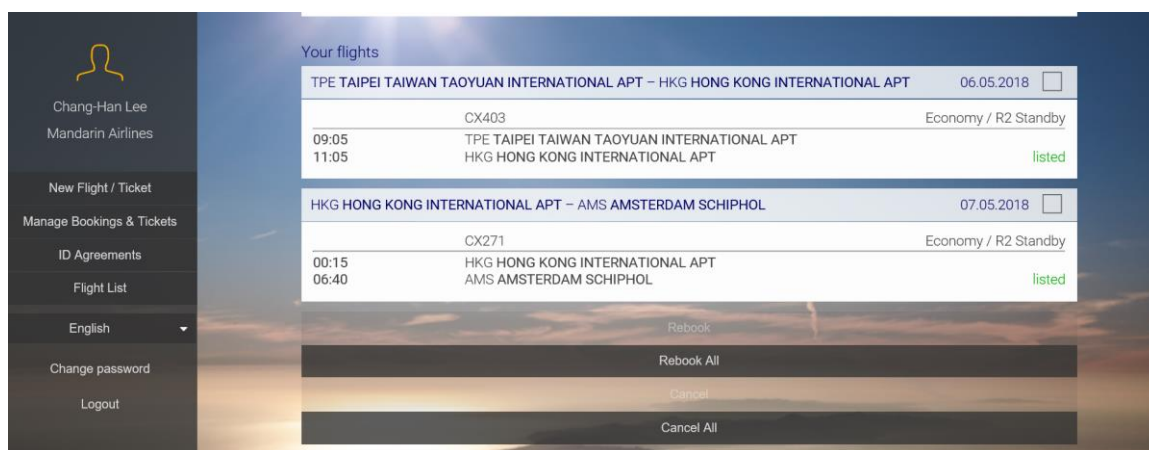 Chang-Han Lee
Mandarin Airlines
New Flight / Ticket
Manage Bookings & Tickets
ID Agreements
Flight List
English
Change password
Logout
Your flights
TPE TAIPEI TAIWAN TAOYUAN INTERNATIONAL APT – HKG HONG KONG INTERNATIONAL APT 06.05.2018
CX403 Economy / R2 Standby
09:05 TPE TAIPEI TAIWAN TAOYUAN INTERNATIONAL APT
11:05 HKG HONG KONG INTERNATIONAL APT listed
HKG HONG KONG INTERNATIONAL APT – AMS AMSTERDAM SCHIPHOL 07.05.2018
CX271 Economy / R2 Standby
00:15 HKG HONG KONG INTERNATIONAL APT
06:40 AMS AMSTERDAM SCHIPHOL listed
Rebook
Rebook All
Cancel
Cancel All